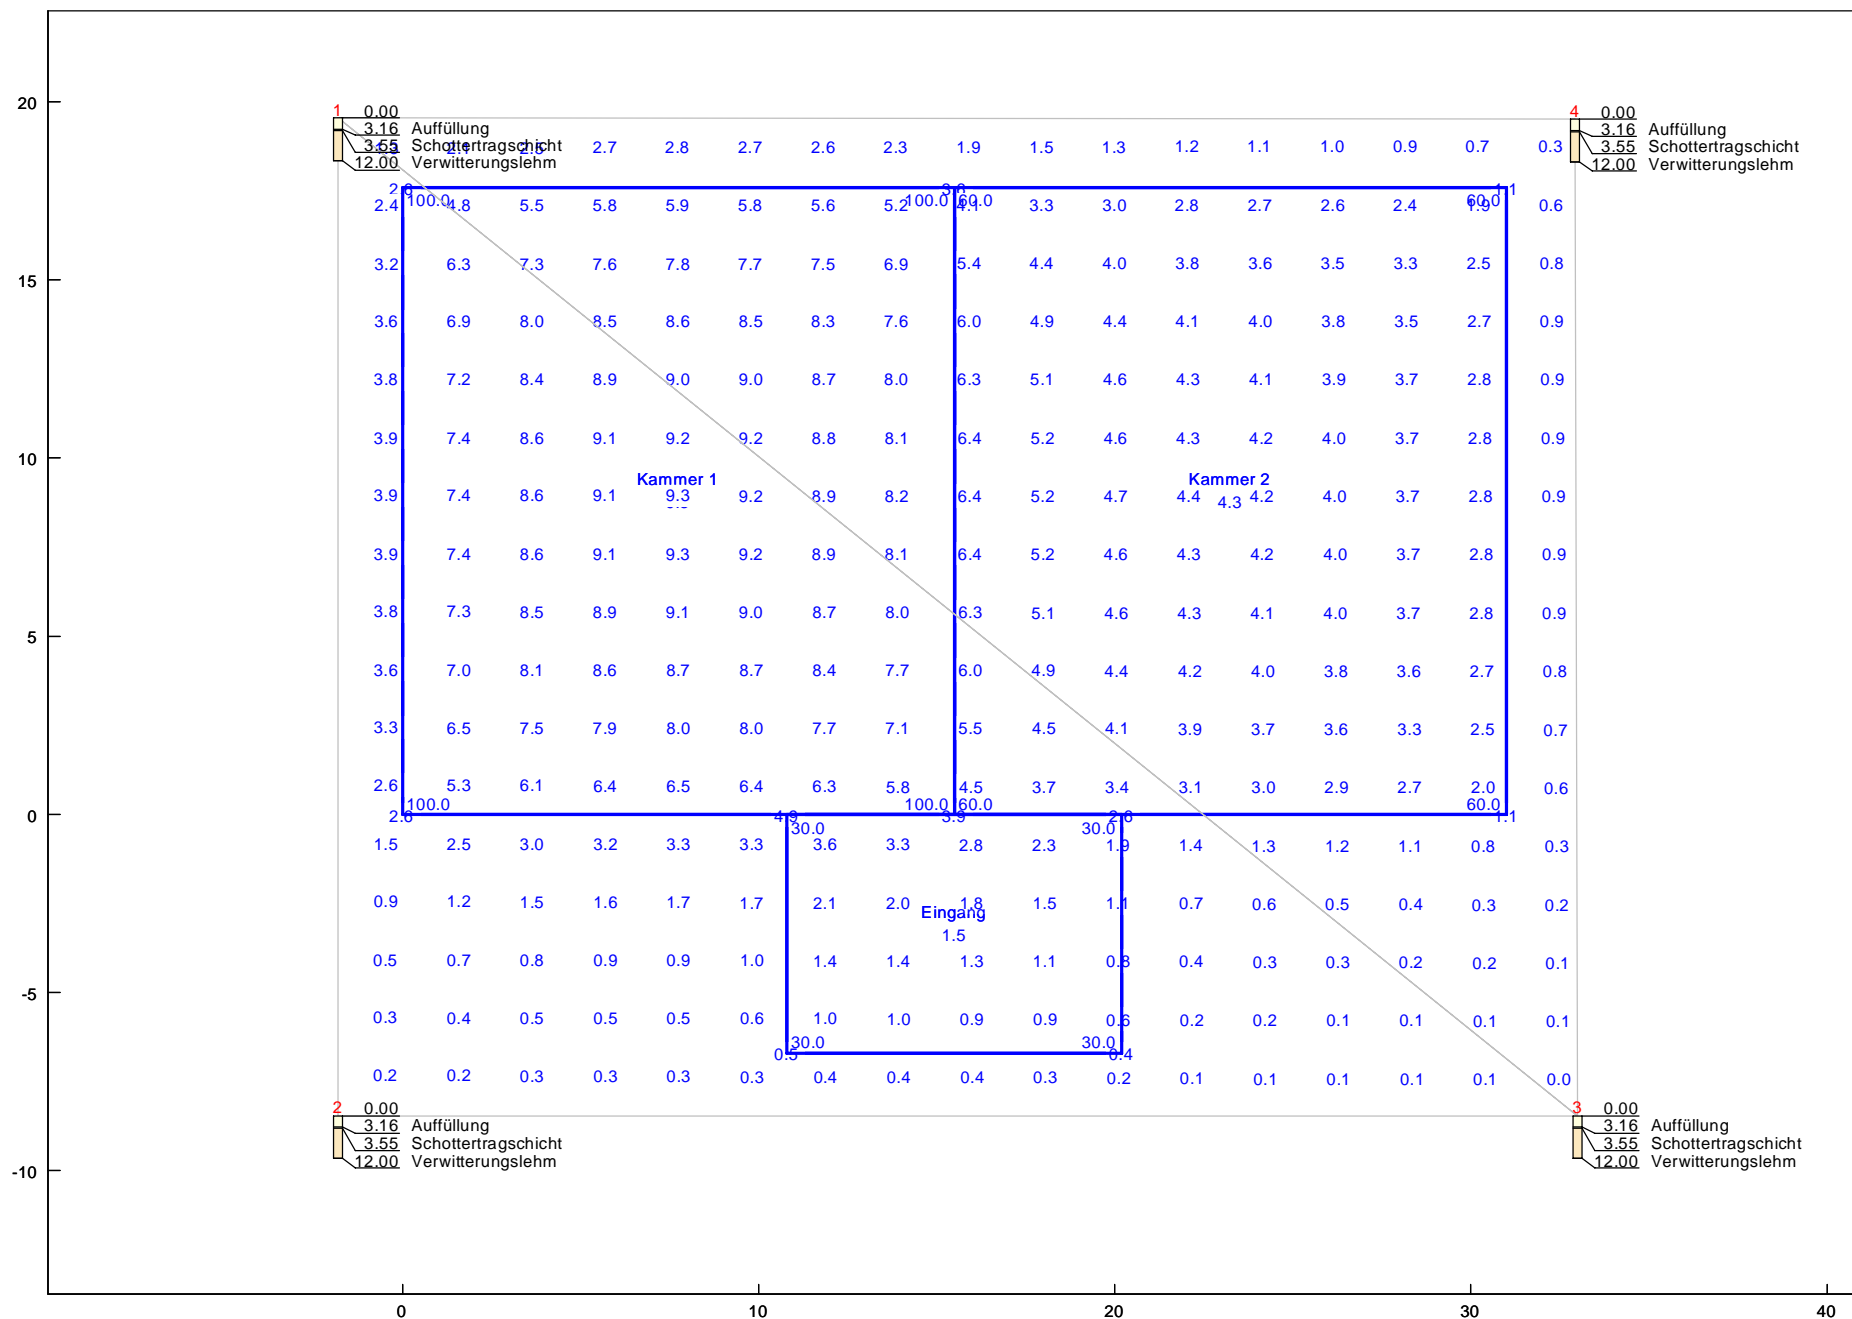 20
1 0.00
3.16 Auffüllung
3.55 Schottertragschicht
12.00 Verwitterungslehm
4 0.00
3.16 Auffüllung
3.55 Schottertragschicht
12.00 Verwitterungslehm
2.7 2.8 2.7 2.6 2.3 1.9 1.5 1.3 1.2 1.1 1.0 0.9 0.7 0.3
1.1
100.0 100.0 60.0 60.0
2.4 4.8 5.5 5.8 5.9 5.8 5.6 5.2 4.1 3.3 3.0 2.8 2.7 2.6 2.4 1.9 0.6
3.2 6.3 7.3 7.6 7.8 7.7 7.5 6.9 5.4 4.4 4.0 3.8 3.6 3.5 3.3 2.5 0.8
15
3.6 6.9 8.0 8.5 8.6 8.5 8.3 7.6 6.0 4.9 4.4 4.1 4.0 3.8 3.5 2.7 0.9
3.8 7.2 8.4 8.9 9.0 9.0 8.7 8.0 6.3 5.1 4.6 4.3 4.1 3.9 3.7 2.8 0.9
3.9 7.4 8.6 9.1 9.2 9.2 8.8 8.1 6.4 5.2 4.6 4.3 4.2 4.0 3.7 2.8 0.9
10
Kammer 1 Kammer 2
3.9 7.4 8.6 9.1 9.3 9.2 8.9 8.2 6.4 5.2 4.7 4.4 4.2 4.0 3.7 2.8 0.9
4.3
3.9 7.4 8.6 9.1 9.3 9.2 8.9 8.1 6.4 5.2 4.6 4.3 4.2 4.0 3.7 2.8 0.9
3.8 7.3 8.5 8.9 9.1 9.0 8.7 8.0 6.3 5.1 4.6 4.3 4.1 4.0 3.7 2.8 0.9
5
3.6 7.0 8.1 8.6 8.7 8.7 8.4 7.7 6.0 4.9 4.4 4.2 4.0 3.8 3.6 2.7 0.8
3.3 6.5 7.5 7.9 8.0 8.0 7.7 7.1 5.5 4.5 4.1 3.9 3.7 3.6 3.3 2.5 0.7
2.6 5.3 6.1 6.4 6.5 6.4 6.3 5.8 4.5 3.7 3.4 3.1 3.0 2.9 2.7 2.0 0.6
100.0 100.0 60.0 60.0
0
4.9 3.9 2.6 1.1
30.0 30.0
1.5 2.5 3.0 3.2 3.3 3.3 3.6 3.3 2.8 2.3 1.9 1.4 1.3 1.2 1.1 0.8 0.3
0.9 1.2 1.5 1.6 1.7 1.7 2.1 2.0 1.8 1.5 1.1 0.7 0.6 0.5 0.4 0.3 0.2
Eingang
1.5
0.5 0.7 0.8 0.9 0.9 1.0 1.4 1.4 1.3 1.1 0.8 0.4 0.3 0.3 0.2 0.2 0.1
-5
0.3 0.4 0.5 0.5 0.5 0.6 1.0 1.0 0.9 0.9 0.6 0.2 0.2 0.1 0.1 0.1 0.1
30.0 30.0
0.5 0.4
0.2 0.2 0.3 0.3 0.3 0.3 0.4 0.4 0.4 0.3 0.2 0.1 0.1 0.1 0.1 0.1 0.0
2 0.00
3.16 Auffüllung
3.55 Schottertragschicht
12.00 Verwitterungslehm
3 0.00
3.16 Auffüllung
3.55 Schottertragschicht
12.00 Verwitterungslehm
-10
0 10 20 30 40